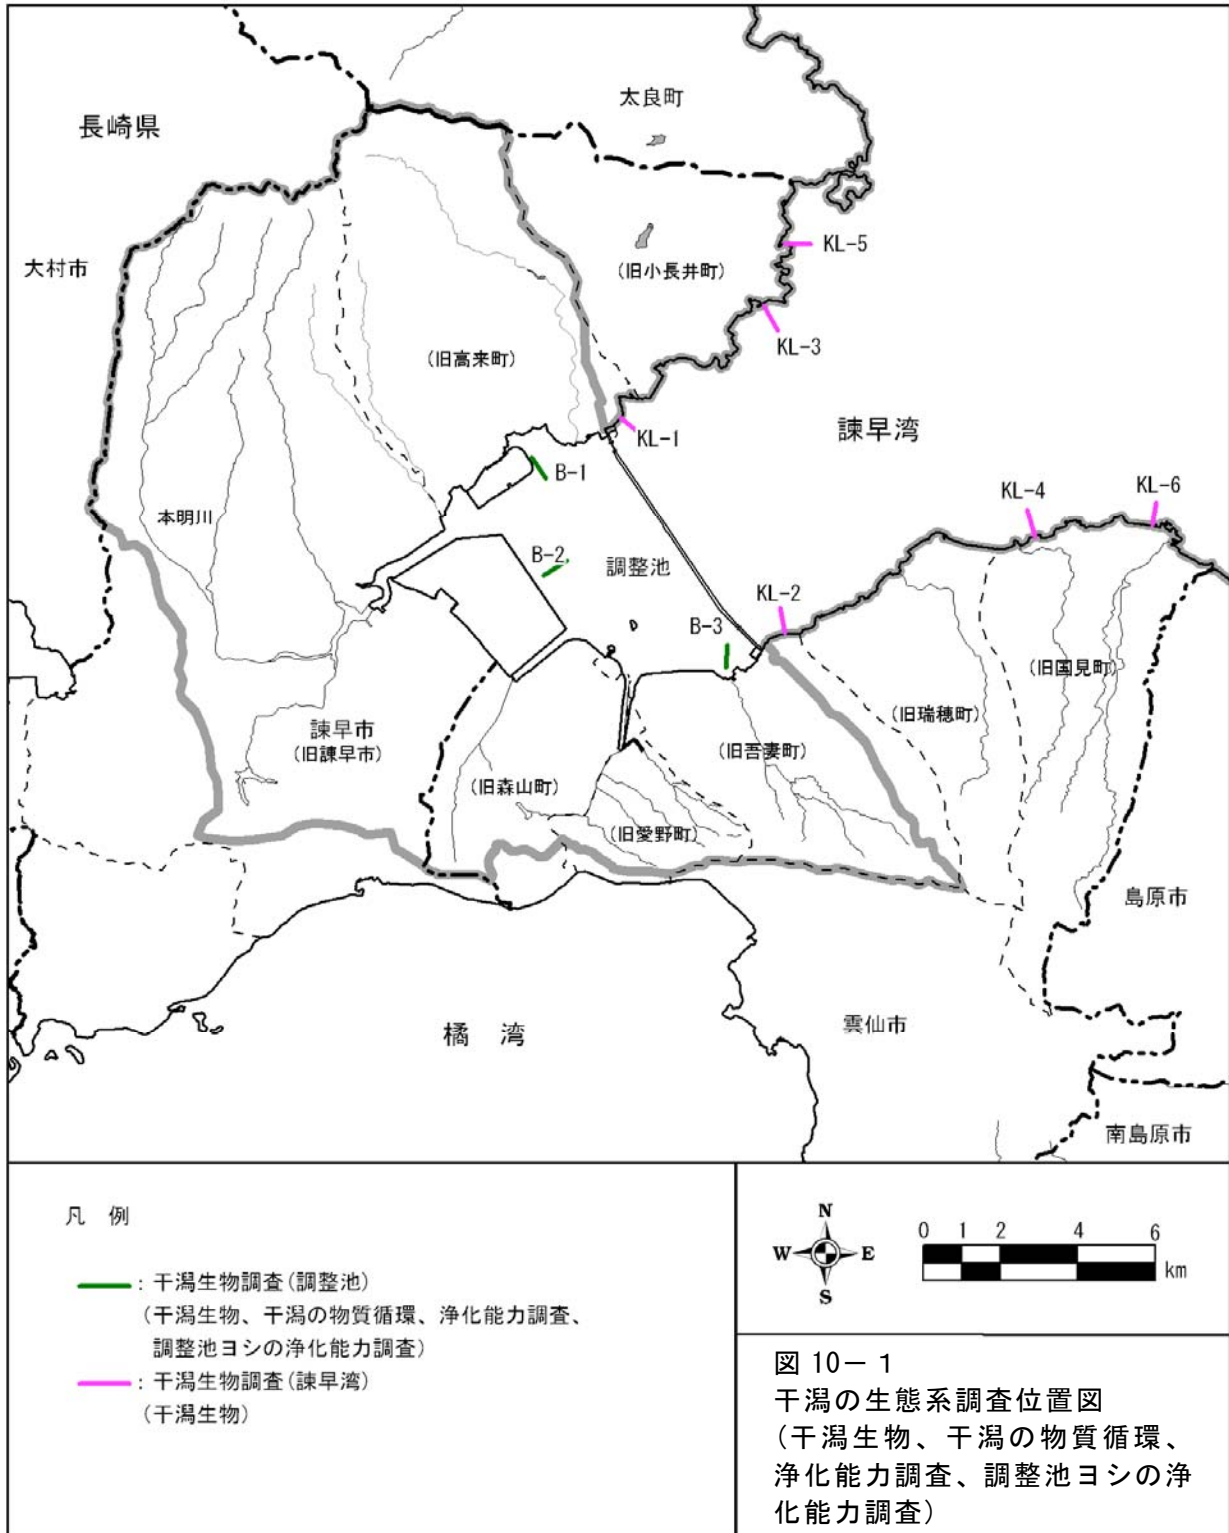 太良町
長崎県
大村市
KL-5
(旧小長井町)
KL-3
(旧高来町)
KL-1
諫早湾
B-1
KL-4
KL-6
本明川
B-2
調整池
KL-2
B-3
(旧国見町)
(旧瑞穂町)
諫早市
(旧諫早市)
(旧吾妻町)
(旧森山町)
(旧愛野町)
島原市
橘 湾
雲仙市
南島原市
凡 例
：干潟生物調査(調整池)
(干潟生物、干潟の物質循環、浄化能力調査、
調整池ヨシの浄化能力調査)
：干潟生物調査(諫早湾)
(干潟生物)
N
W E
S
0 1 2 4 6
km
図 10－1
干潟の生態系調査位置図
(干潟生物、干潟の物質循環、
浄化能力調査、調整池ヨシの浄
化能力調査)